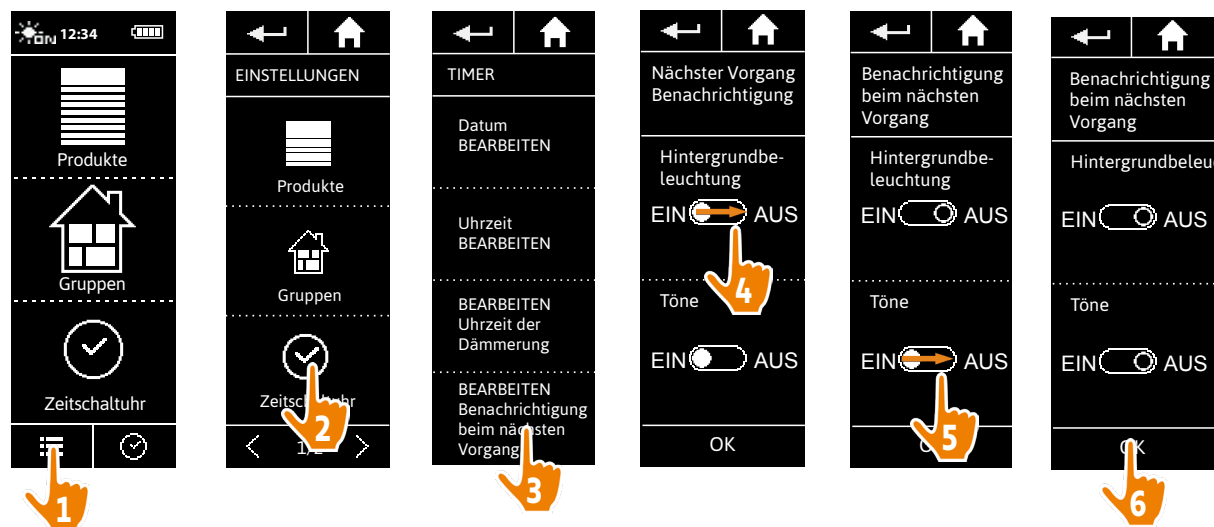 ON 12:34
Produkte
Gruppen
Zeitschaltuhr
1
EINSTELLUNGEN
Produkte
Gruppen
2
TIMER
Datum
BEARBEITEN
Uhrzeit
BEARBEITEN
BEARBEITEN
Uhrzeit der
Dämmerung
BEARBEITEN
Benachrichtigung
beim nächsten
Vorgang
3
Nächster Vorgang
Benachrichtigung
Hintergrundbe-
leuchtung
EIN AUS
4
Töne
EIN AUS
OK
Benachrichtigung
beim nächsten
Vorgang
Hintergrundbe-
leuchtung
EIN AUS
Töne
EIN AUS
5
Benachrichtigung
beim nächsten
Vorgang
Hintergrundbeleuc
EIN AUS
Töne
EIN AUS
OK
6